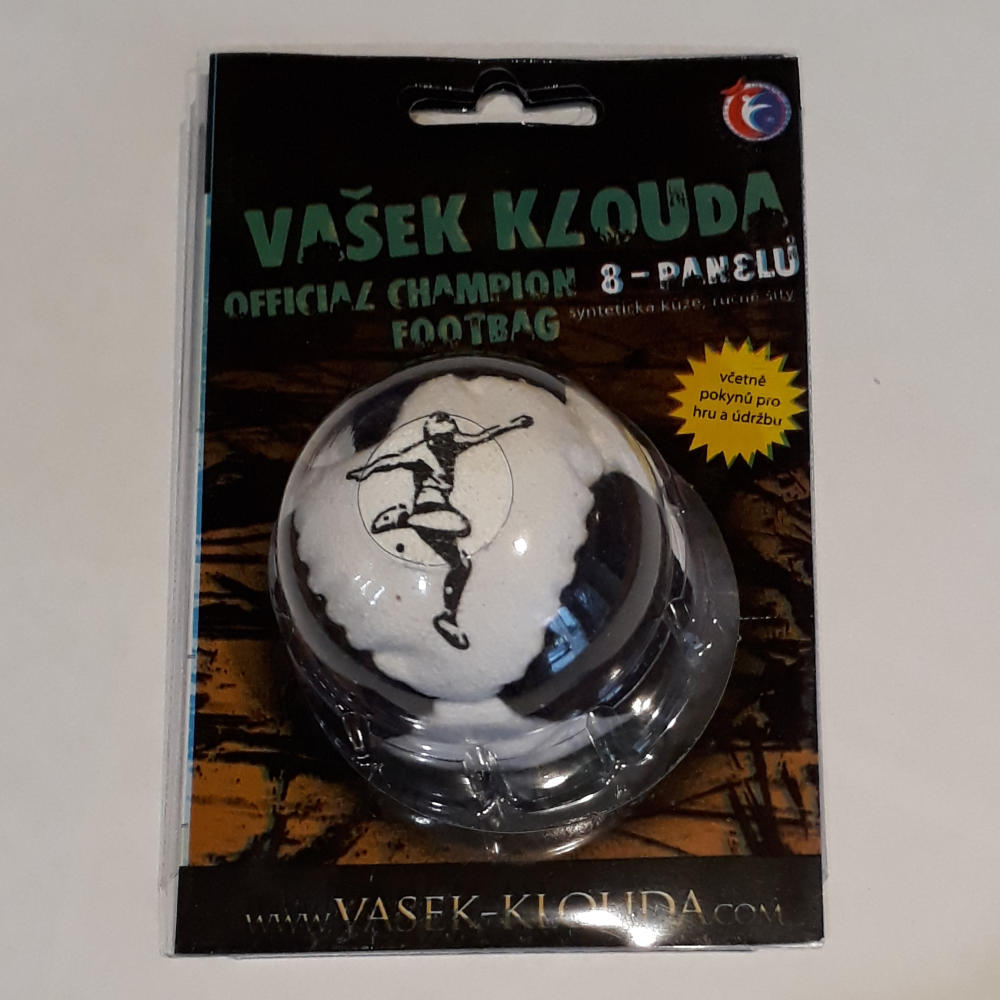 VAŠEK KLOUDA
OFFICIAL CHAMPION
FOOTBAG
8 - PANELŮ
syntetická kůže, ručně šitý
včetně
pokynů pro
hru a údržbu
WWW.VASEK-KLOUDA.COM